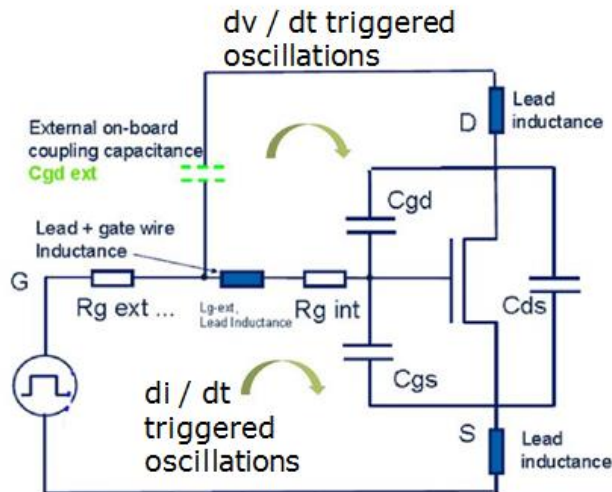 dv / dt triggered
oscillations
External on-board
coupling capacitance
Cgd ext
D
Lead
inductance
Cgd
Lead + gate wire
Inductance
G
Rg ext ...
Lg-ext,
Lead Inductance
Rg int
Cds
Cgs
di / dt
triggered
oscillations
S
Lead
inductance